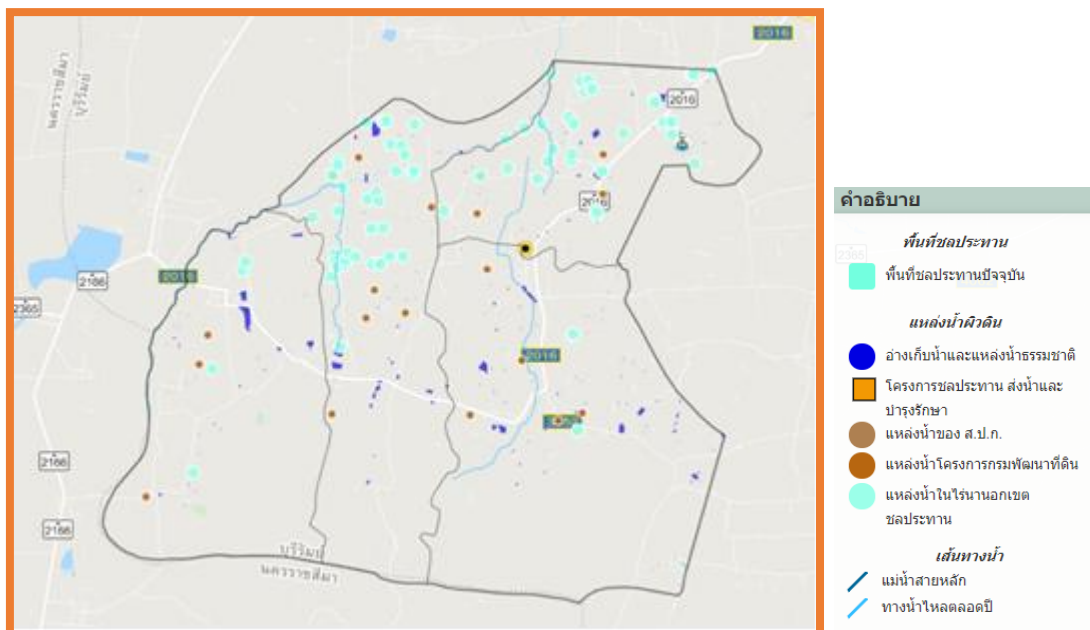 2016
นครราชสีมา
บุรีรัมย์
2016
2016
2166
2016
2365
2016
2166
2166
บุรีรัมย์
นครราชสีมา
คำอธิบาย
พื้นที่ชลประทาน
2365
พื้นที่ชลประทานปัจจุบัน
แหล่งน้ำผิวดิน
อ่างเก็บน้ำและแหล่งน้ำธรรมชาติ
โครงการชลประทาน ส่งน้ำและ
บำรุงรักษา
แหล่งน้ำของ ส.ป.ก.
แหล่งน้ำโครงการกรมพัฒนาที่ดิน
แหล่งน้ำในไร่นานอกเขต
ชลประทาน
เส้นทางน้ำ
แม่น้ำสายหลัก
ทางน้ำไหลตลอดปี